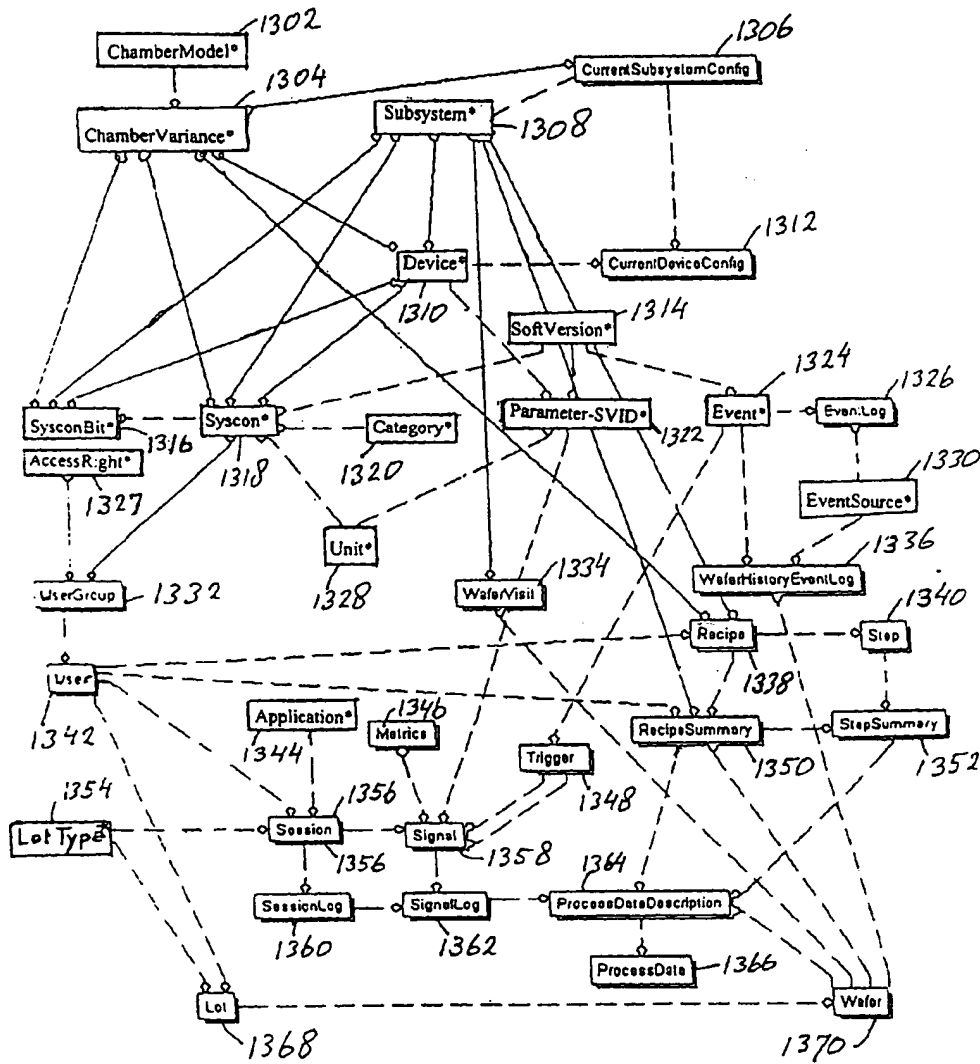 1302
1306
ChamberModel*
1304
CurrentSubsystemConfig
Subsystem*
1308
ChamberVariance*
1312
Device*
CurrentDeviceConfig
1310
1314
SoftVersion*
1324
1326
SysconBit*
Syscon*
Parameter-SVID*
Event*
EventLog
1316
Category*
1322
1318
1320
AccessRight*
1330
1327
EventSource*
Unit*
1336
1328
1334
UserGroup
1332
WaferVisit
WaferHistoryEventLog
1340
Recipe
Step
1338
User*
1342
Application*
1346
Metrics
RecipeSummary
StepSummary
1344
1350
1352
Trigger
1348
1354
1356
Lot Type
Session
Signal
1356
1358
1364
SessionLog
SignalLog
ProcessDataDescription
1360
1362
ProcessData
1366
Lot
Wafer
1368
1370